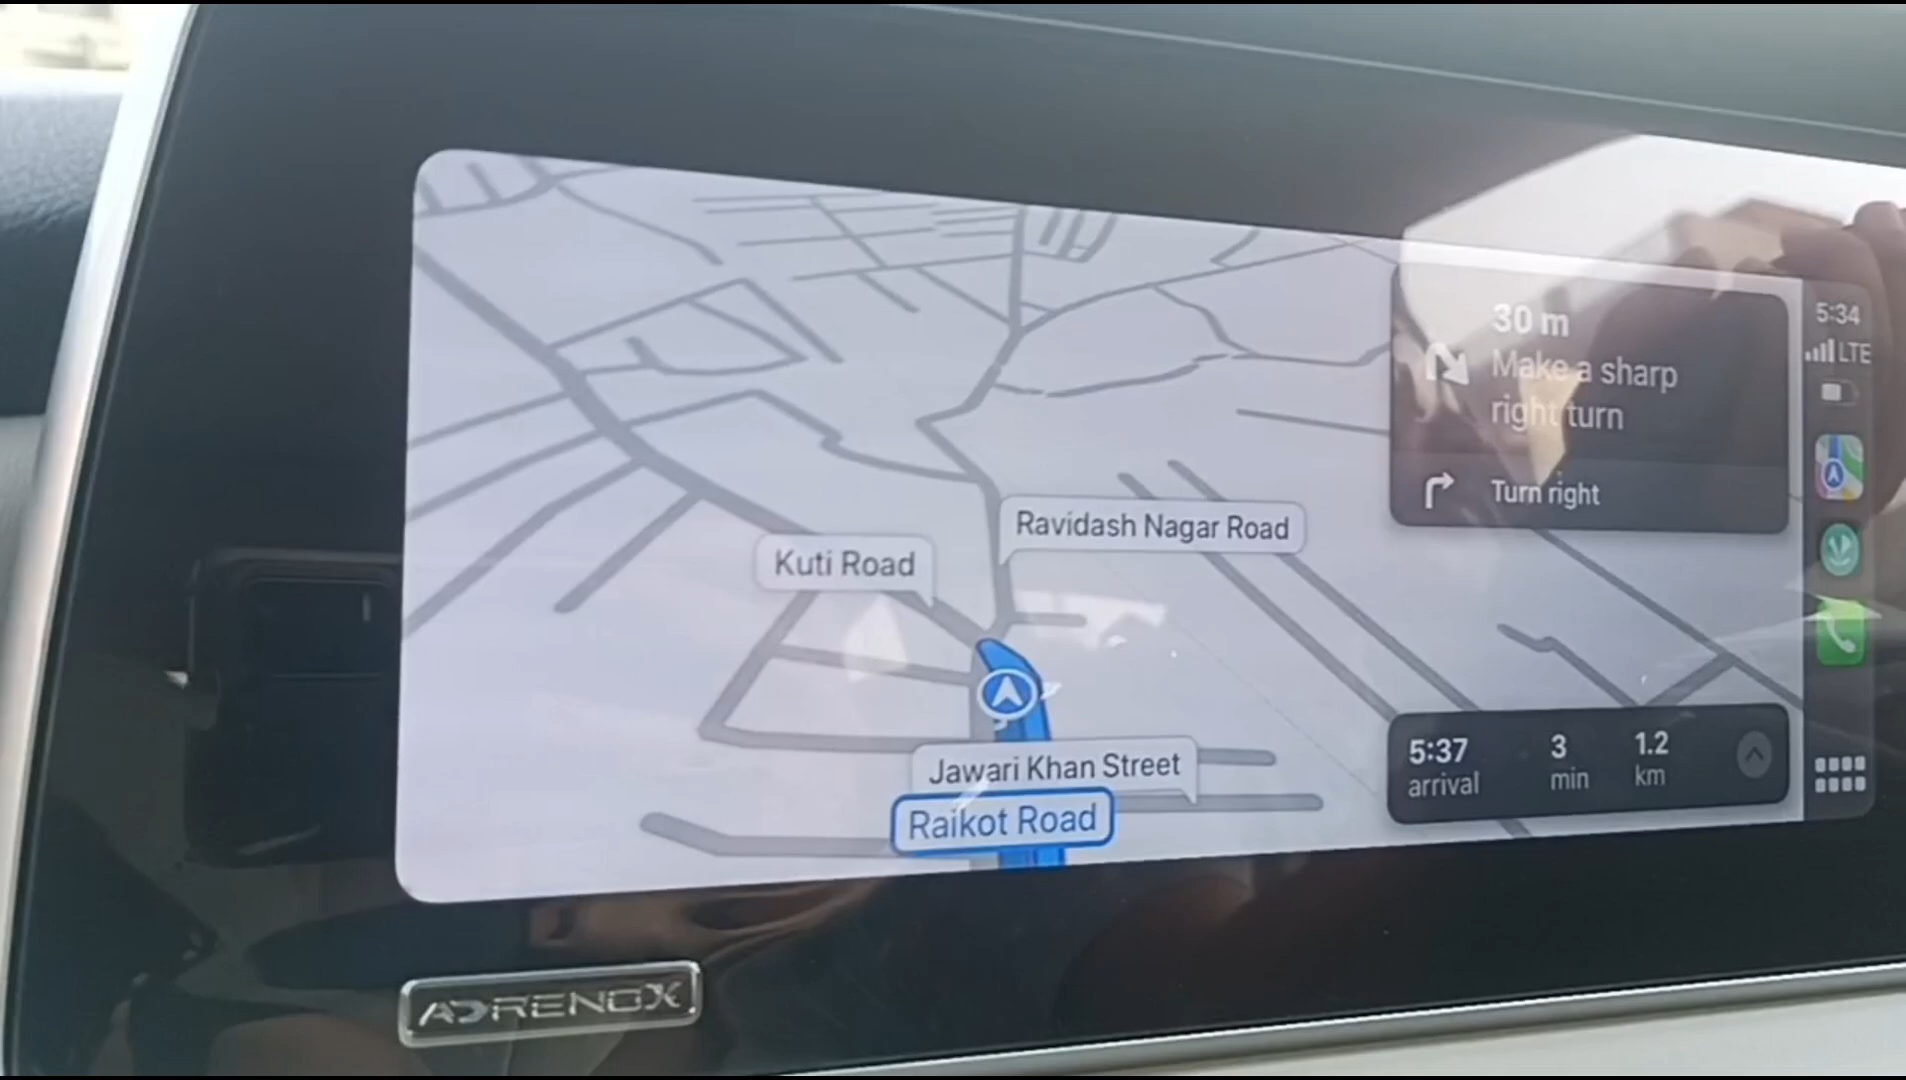 30 m
Make a sharp
right turn
Turn right
5:34
LTE
Ravidash Nagar Road
Kuti Road
Jawari Khan Street
Raikot Road
5:37 3 1.2
arrival min km
ADRENOX